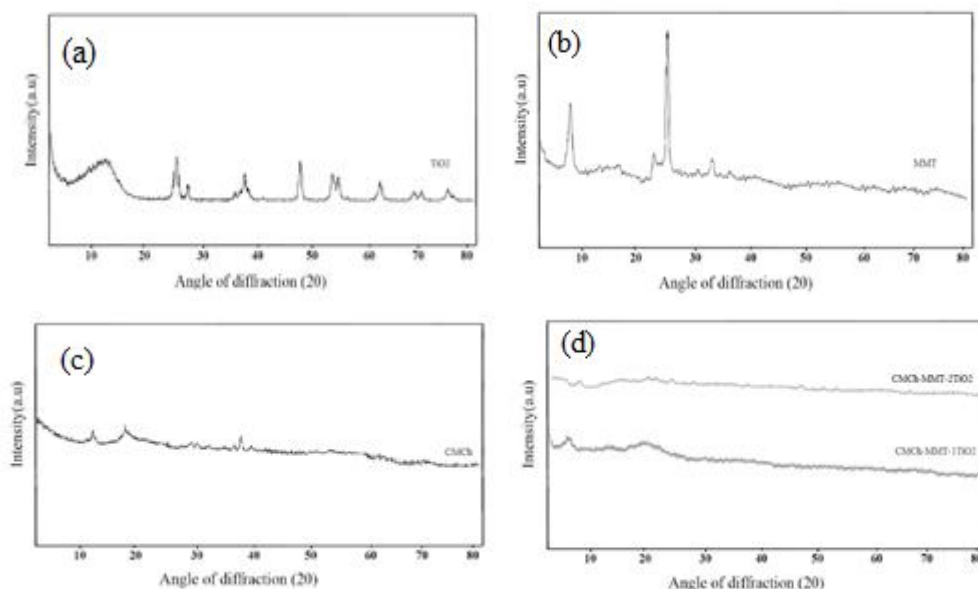 (a)
Intensity(a.u)
TiO2
10 20 30 40 50 60 70 80
Angle of diffraction (2θ)
(b)
Intensity(a.u)
MMT
10 20 30 40 50 60 70 80
Angle of diffraction (2θ)
(c)
Intensity(a.u)
CMCh
10 20 30 40 50 60 70 80
Angle of diffraction (2θ)
(d)
Intensity(a.u)
CMCh-MMT-2TiO2
CMCh-MMT-1TiO2
10 20 30 40 50 60 70 80
Angle of diffraction (2θ)